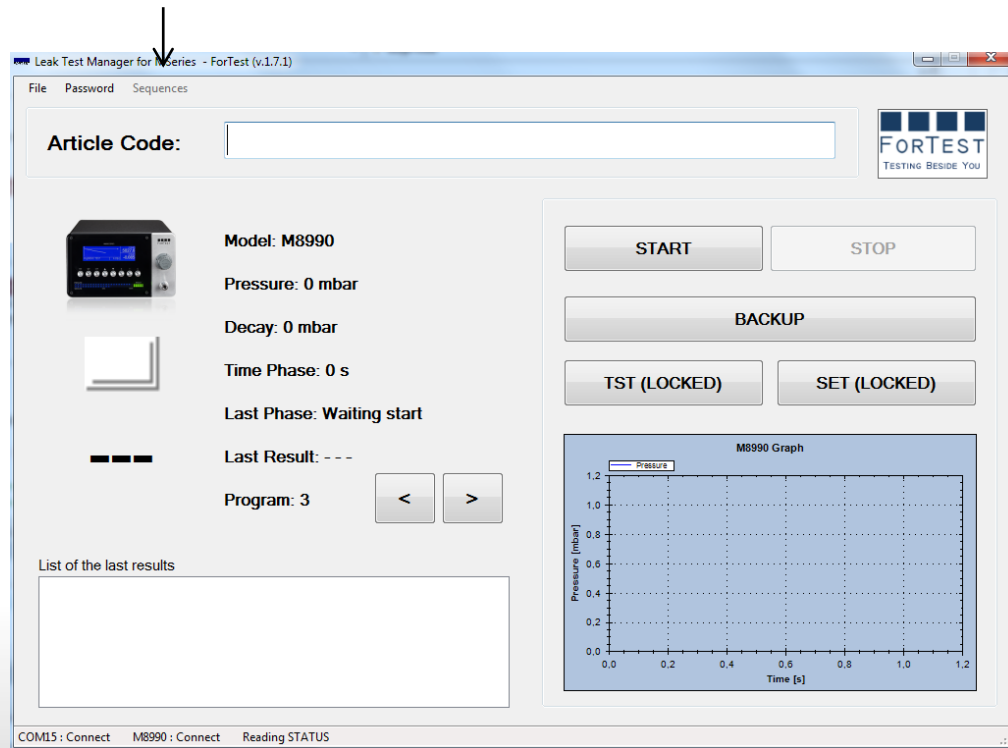 Leak Test Manager for MSeries - ForTest (v.1.7.1)
File Password Sequences
Article Code:
FORTEST
TESTING BESIDE YOU
Model: M8990
Pressure: 0 mbar
Decay: 0 mbar
Time Phase: 0 s
Last Phase: Waiting start
Last Result: - - -
Program: 3
< >
START STOP
BACKUP
TST (LOCKED) SET (LOCKED)
M8990 Graph
Pressure
Pressure [mbar]
1,2
1,0
0,8
0,6
0,4
0,2
0,0
0,0 0,2 0,4 0,6 0,8 1,0 1,2
Time [s]
List of the last results
COM15 : Connect M8990 : Connect Reading STATUS